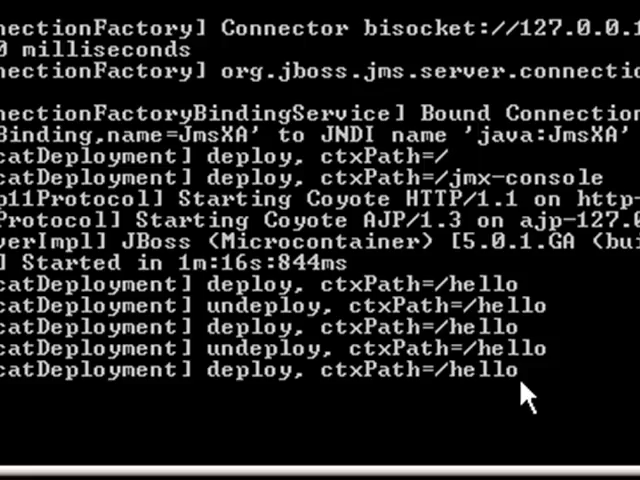 nectionFactory] Connector bisocket://127.0.0.1
0 milliseconds
nectionFactory] org.jboss.jms.server.connectio
nectionFactoryBindingService] Bound Connection
Binding,name=JmsXA' to JNDI name 'java:JmsXA'
catDeployment] deploy, ctxPath=/
catDeployment] deploy, ctxPath=/jmx-console
p11Protocol] Starting Coyote HTTP/1.1 on http-
Protocol] Starting Coyote AJP/1.3 on ajp-127.0
verImpl] JBoss (Microcontainer) [5.0.1.GA (bui
] Started in 1m:16s:844ms
catDeployment] deploy, ctxPath=/hello
catDeployment] undeploy, ctxPath=/hello
catDeployment] deploy, ctxPath=/hello
catDeployment] undeploy, ctxPath=/hello
catDeployment] deploy, ctxPath=/hello